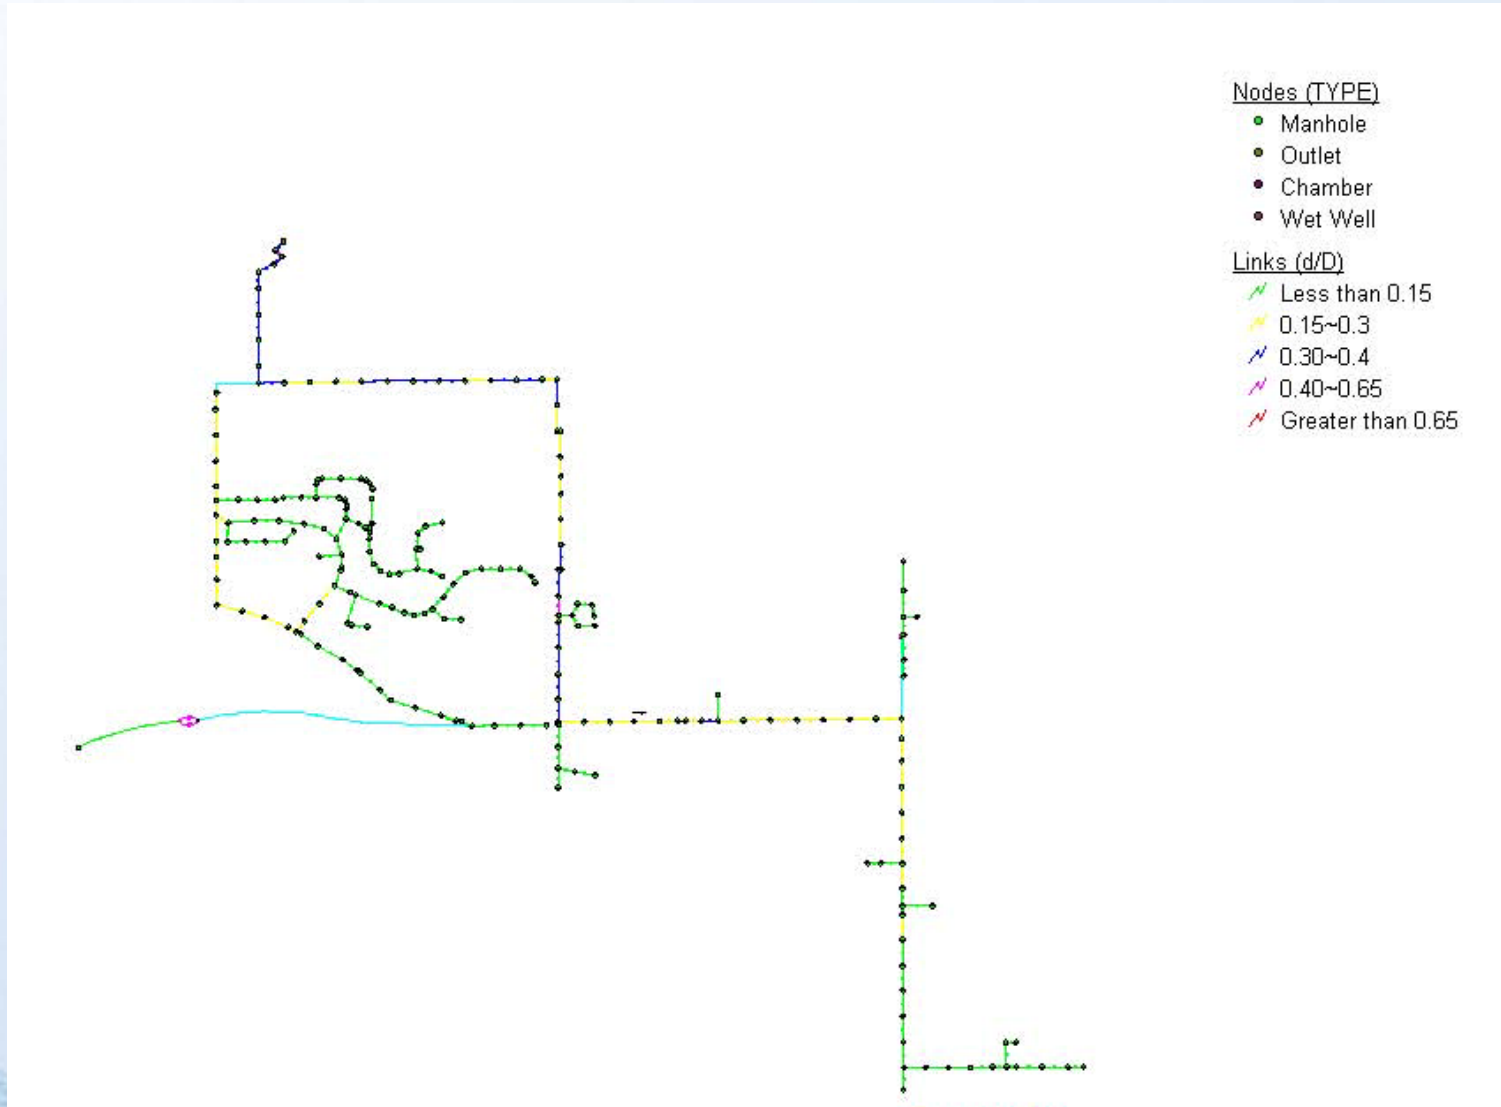 Nodes (TYPE)
Manhole
Outlet
Chamber
Wet Well
Links (d/D)
Less than 0.15
0.15~0.3
0.30~0.4
0.40~0.65
Greater than 0.65